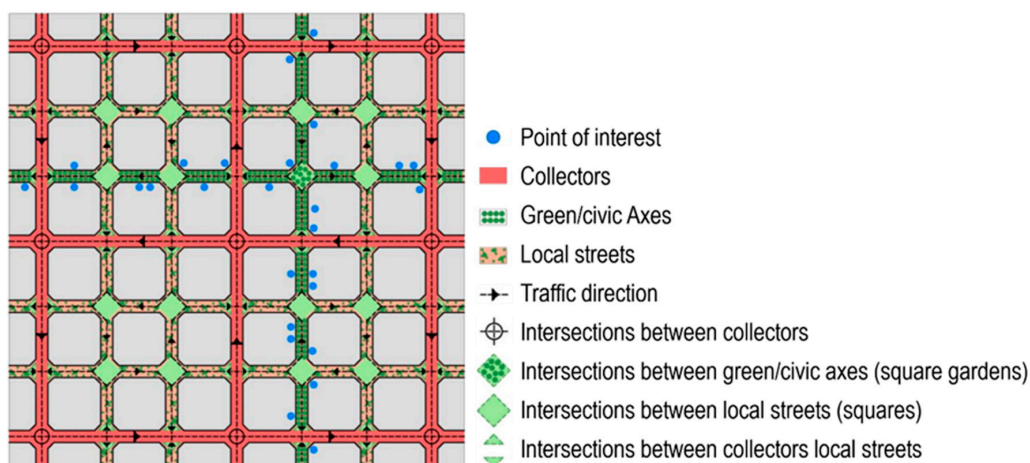 Point of interest
Collectors
Green/civic Axes
Local streets
Traffic direction
Intersections between collectors
Intersections between green/civic axes (square gardens)
Intersections between local streets (squares)
Intersections between collectors local streets